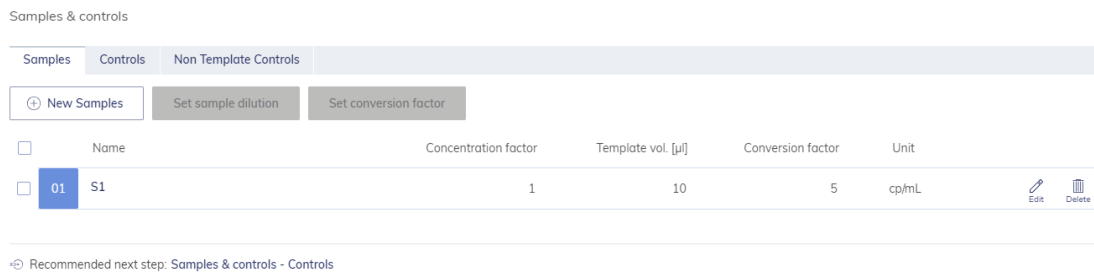 Samples & controls
Samples Controls Non Template Controls
New Samples Set sample dilution Set conversion factor
Name Concentration factor Template vol. [µl] Conversion factor Unit
01 S1 1 10 5 cp/mL Edit Delete
Recommended next step: Samples & controls - Controls